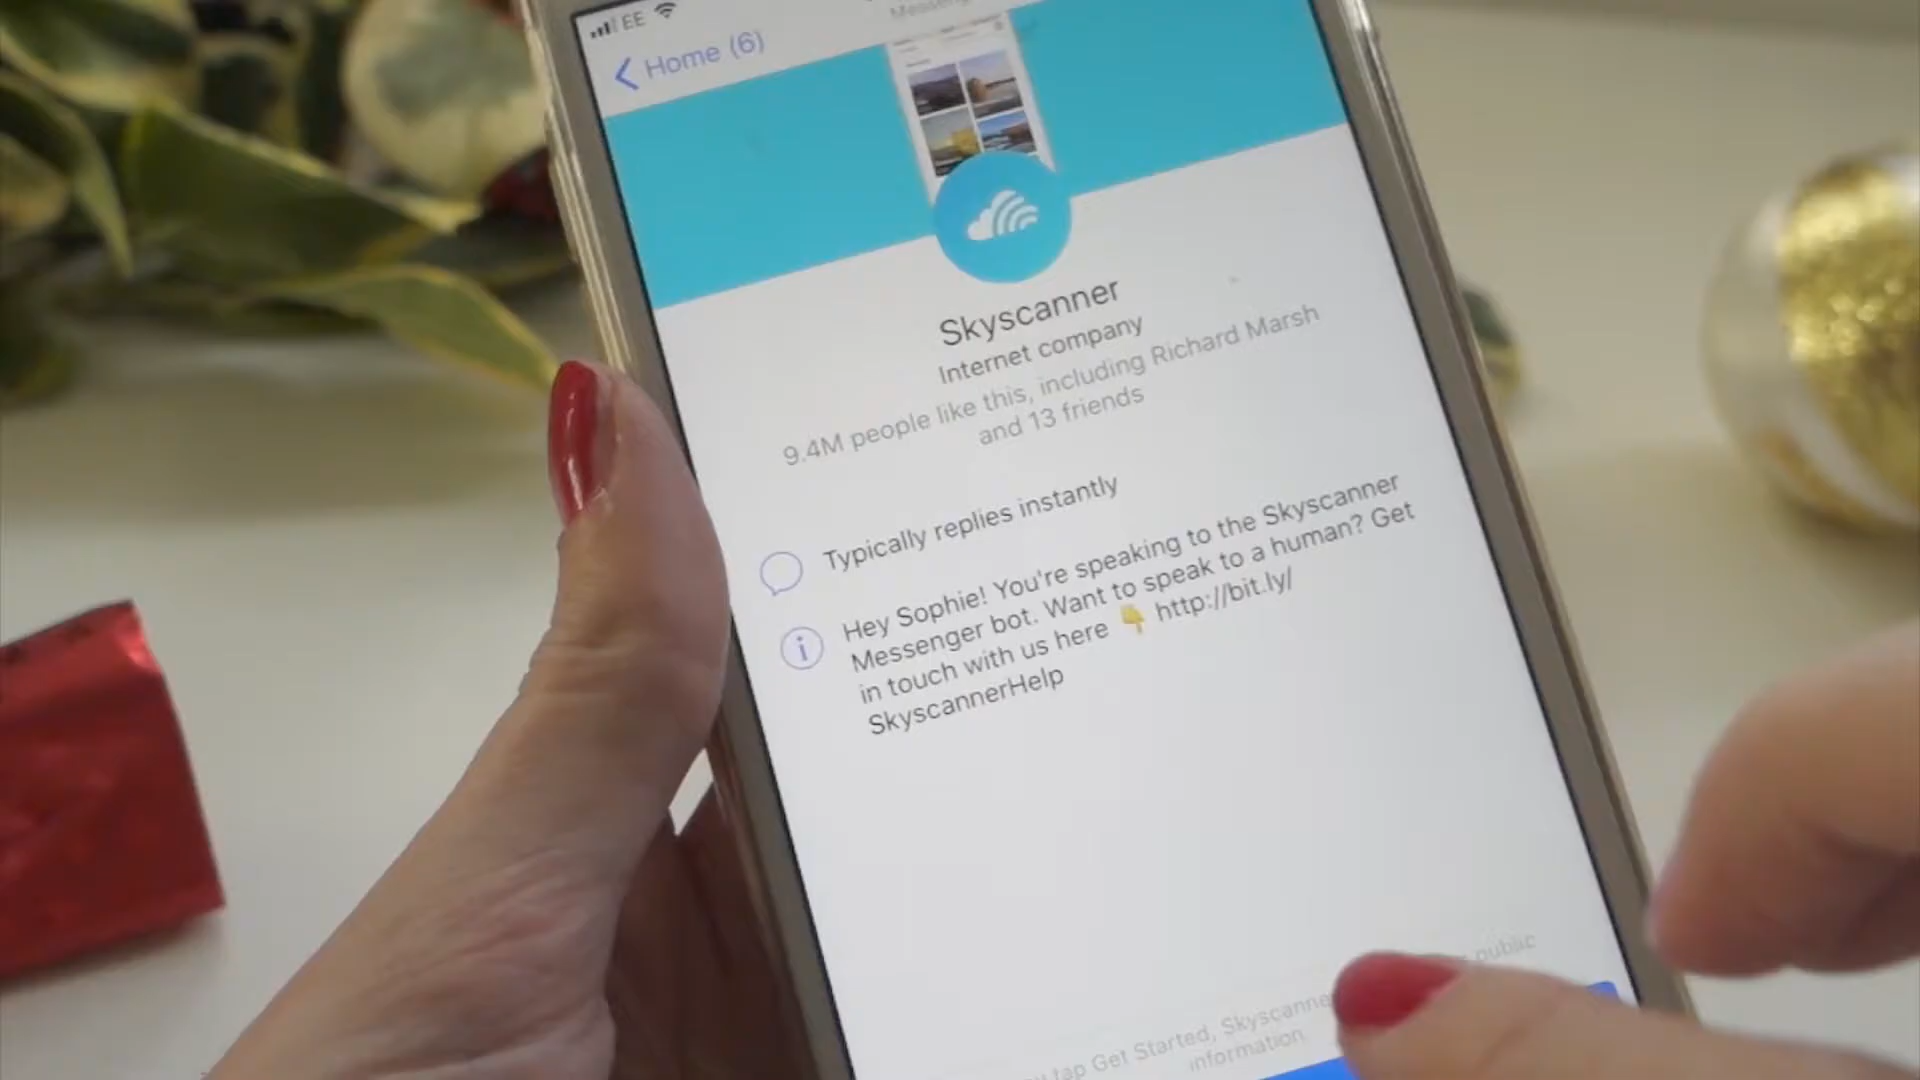 EE
Home (6)
Skyscanner
Internet company
9.4M people like this, including Richard Marsh
and 13 friends
Typically replies instantly
Hey Sophie! You're speaking to the Skyscanner
Messenger bot. Want to speak to a human? Get
in touch with us here 👇 http://bit.ly/
SkyscannerHelp
public
tap Get Started,
information